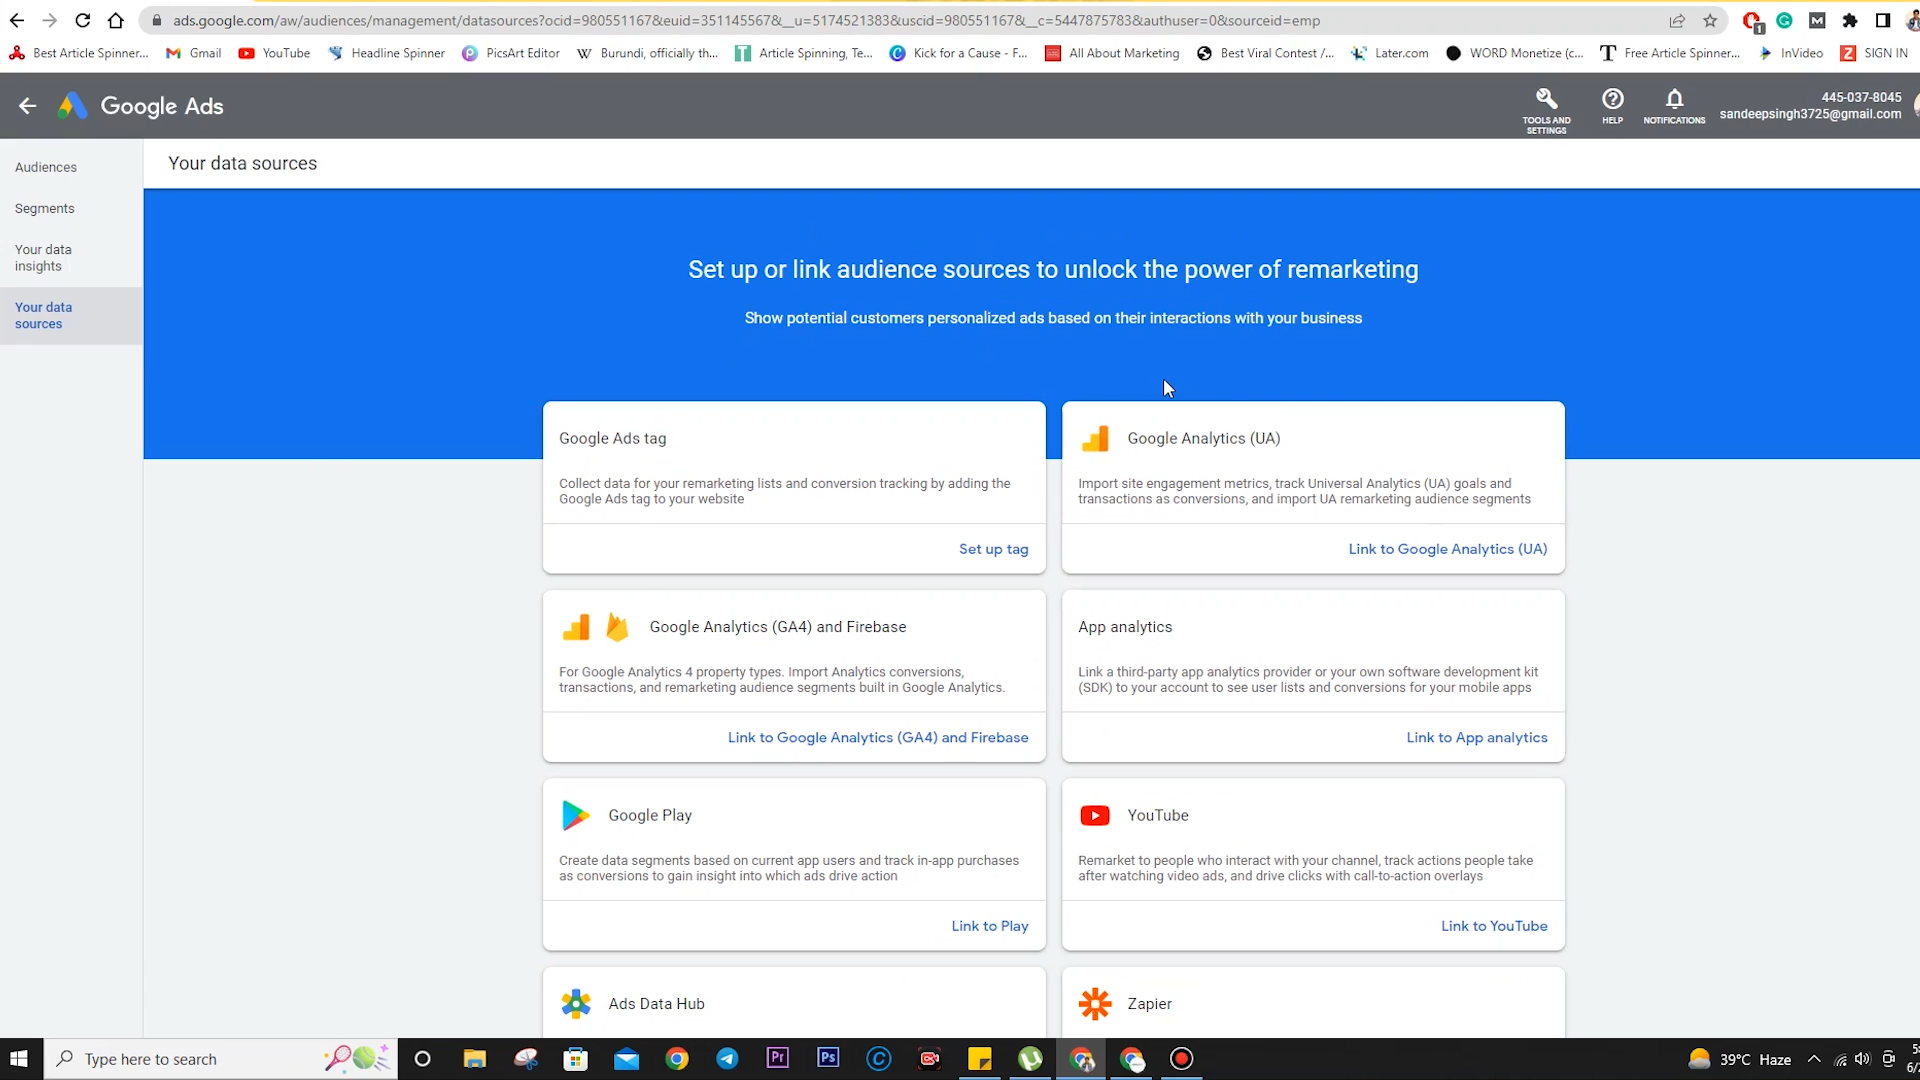 ads.google.com/aw/audiences/management/datasources?ocid=980551167&euid=351145567&__u=5174521383&uscid=980551167&__c=5447875783&authuser=0&sourceid=emp
1
Best Article Spinner... Gmail YouTube Headline Spinner PicsArt Editor Burundi, officially th... Article Spinning, Te... Kick for a Cause - F... All About Marketing Best Viral Contest /... Later.com WORD Monetize (c... Free Article Spinner... InVideo SIGN IN
Google Ads
TOOLS AND
SETTINGS
HELP
NOTIFICATIONS
445-037-8045
sandeepsingh3725@gmail.com
Audiences
Segments
Your data
insights
Your data
sources
Your data sources
Set up or link audience sources to unlock the power of remarketing
Show potential customers personalized ads based on their interactions with your business
Google Ads tag
Collect data for your remarketing lists and conversion tracking by adding the
Google Ads tag to your website
Set up tag
Google Analytics (UA)
Import site engagement metrics, track Universal Analytics (UA) goals and
transactions as conversions, and import UA remarketing audience segments
Link to Google Analytics (UA)
Google Analytics (GA4) and Firebase
For Google Analytics 4 property types. Import Analytics conversions,
transactions, and remarketing audience segments built in Google Analytics.
Link to Google Analytics (GA4) and Firebase
App analytics
Link a third-party app analytics provider or your own software development kit
(SDK) to your account to see user lists and conversions for your mobile apps
Link to App analytics
Google Play
Create data segments based on current app users and track in-app purchases
as conversions to gain insight into which ads drive action
Link to Play
YouTube
Remarket to people who interact with your channel, track actions people take
after watching video ads, and drive clicks with call-to-action overlays
Link to YouTube
Ads Data Hub
Zapier
Type here to search
Pr
Ps
39°C Haze